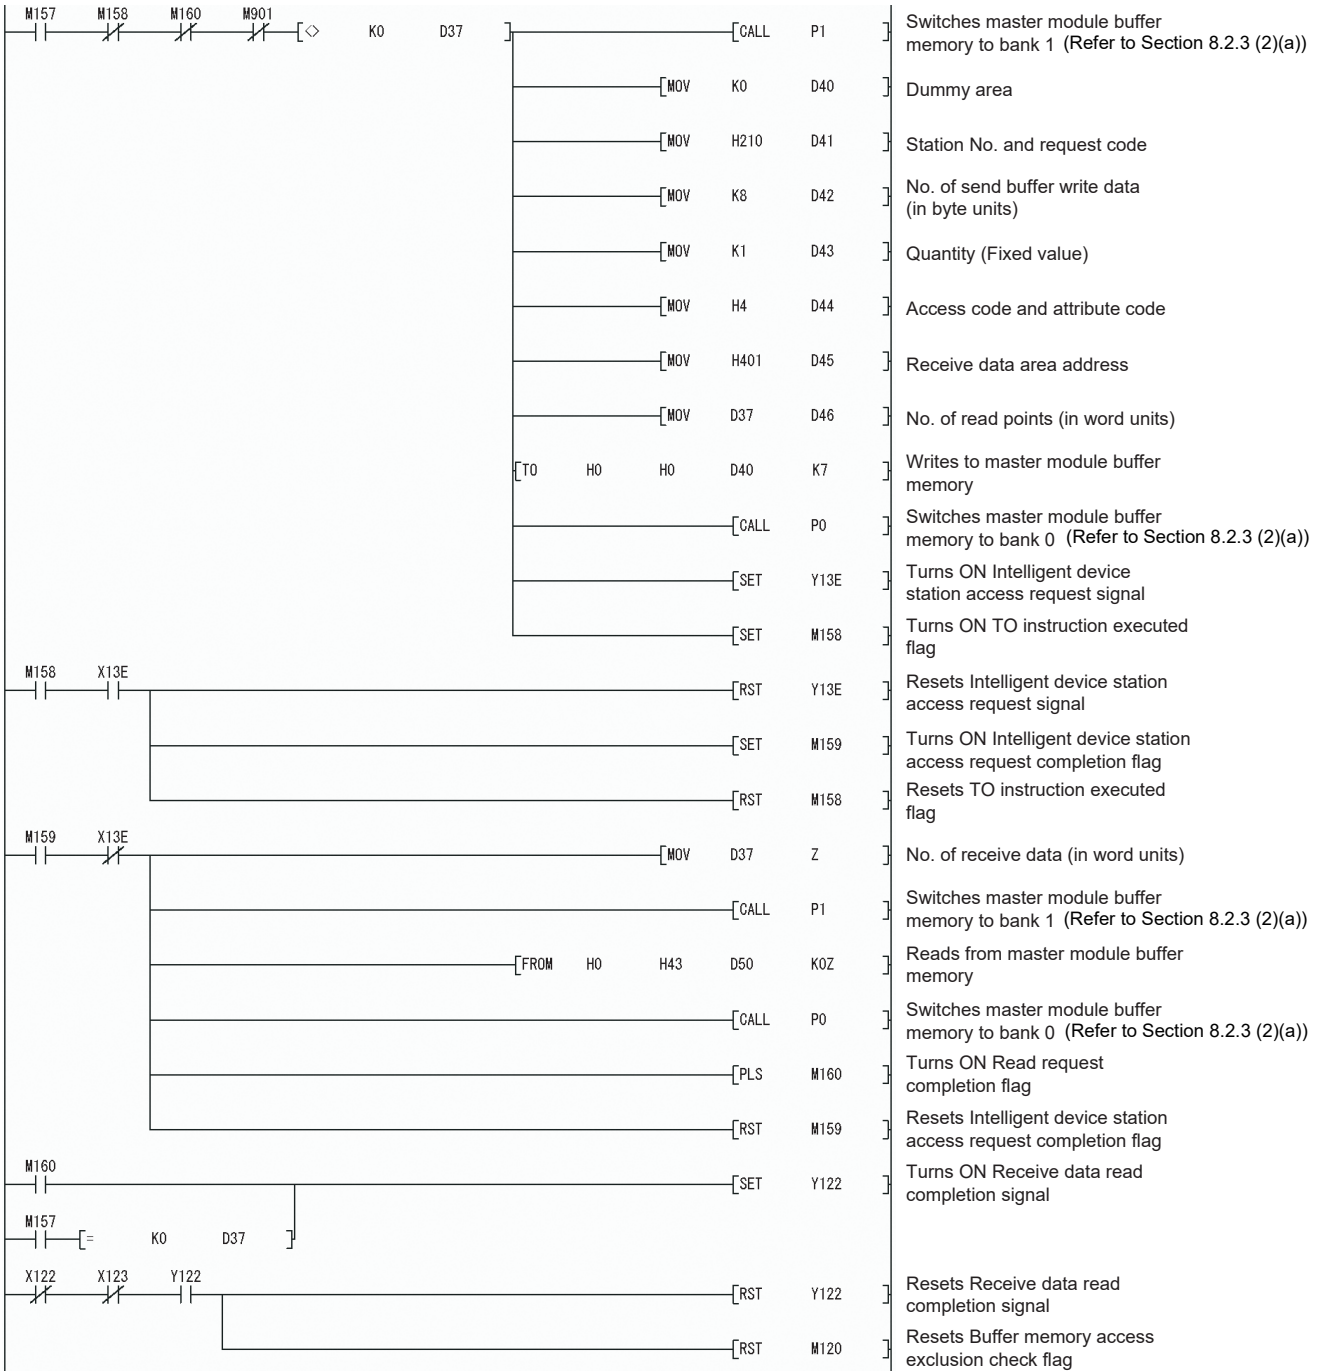 M157 M158 M160 M901
[<> K0 D37 ] [CALL P1 ] Switches master module buffer
memory to bank 1 (Refer to Section 8.2.3 (2)(a))
[MOV K0 D40 ] Dummy area
[MOV H210 D41 ] Station No. and request code
[MOV K8 D42 ] No. of send buffer write data
(in byte units)
[MOV K1 D43 ] Quantity (Fixed value)
[MOV H4 D44 ] Access code and attribute code
[MOV H401 D45 ] Receive data area address
[MOV D37 D46 ] No. of read points (in word units)
[TO H0 H0 D40 K7 ] Writes to master module buffer
memory
[CALL P0 ] Switches master module buffer
memory to bank 0 (Refer to Section 8.2.3 (2)(a))
[SET Y13E ] Turns ON Intelligent device
station access request signal
[SET M158 ] Turns ON TO instruction executed
flag
M158 X13E
[RST Y13E ] Resets Intelligent device station
access request signal
[SET M159 ] Turns ON Intelligent device station
access request completion flag
[RST M158 ] Resets TO instruction executed
flag
M159 X13E
[MOV D37 Z ] No. of receive data (in word units)
[CALL P1 ] Switches master module buffer
memory to bank 1 (Refer to Section 8.2.3 (2)(a))
[FROM H0 H43 D50 K0Z ] Reads from master module buffer
memory
[CALL P0 ] Switches master module buffer
memory to bank 0 (Refer to Section 8.2.3 (2)(a))
[PLS M160 ] Turns ON Read request
completion flag
[RST M159 ] Resets Intelligent device station
access request completion flag
M160
[SET Y122 ] Turns ON Receive data read
completion signal
M157
[= K0 D37 ]
X122 X123 Y122
[RST Y122 ] Resets Receive data read
completion signal
[RST M120 ] Resets Buffer memory access
exclusion check flag